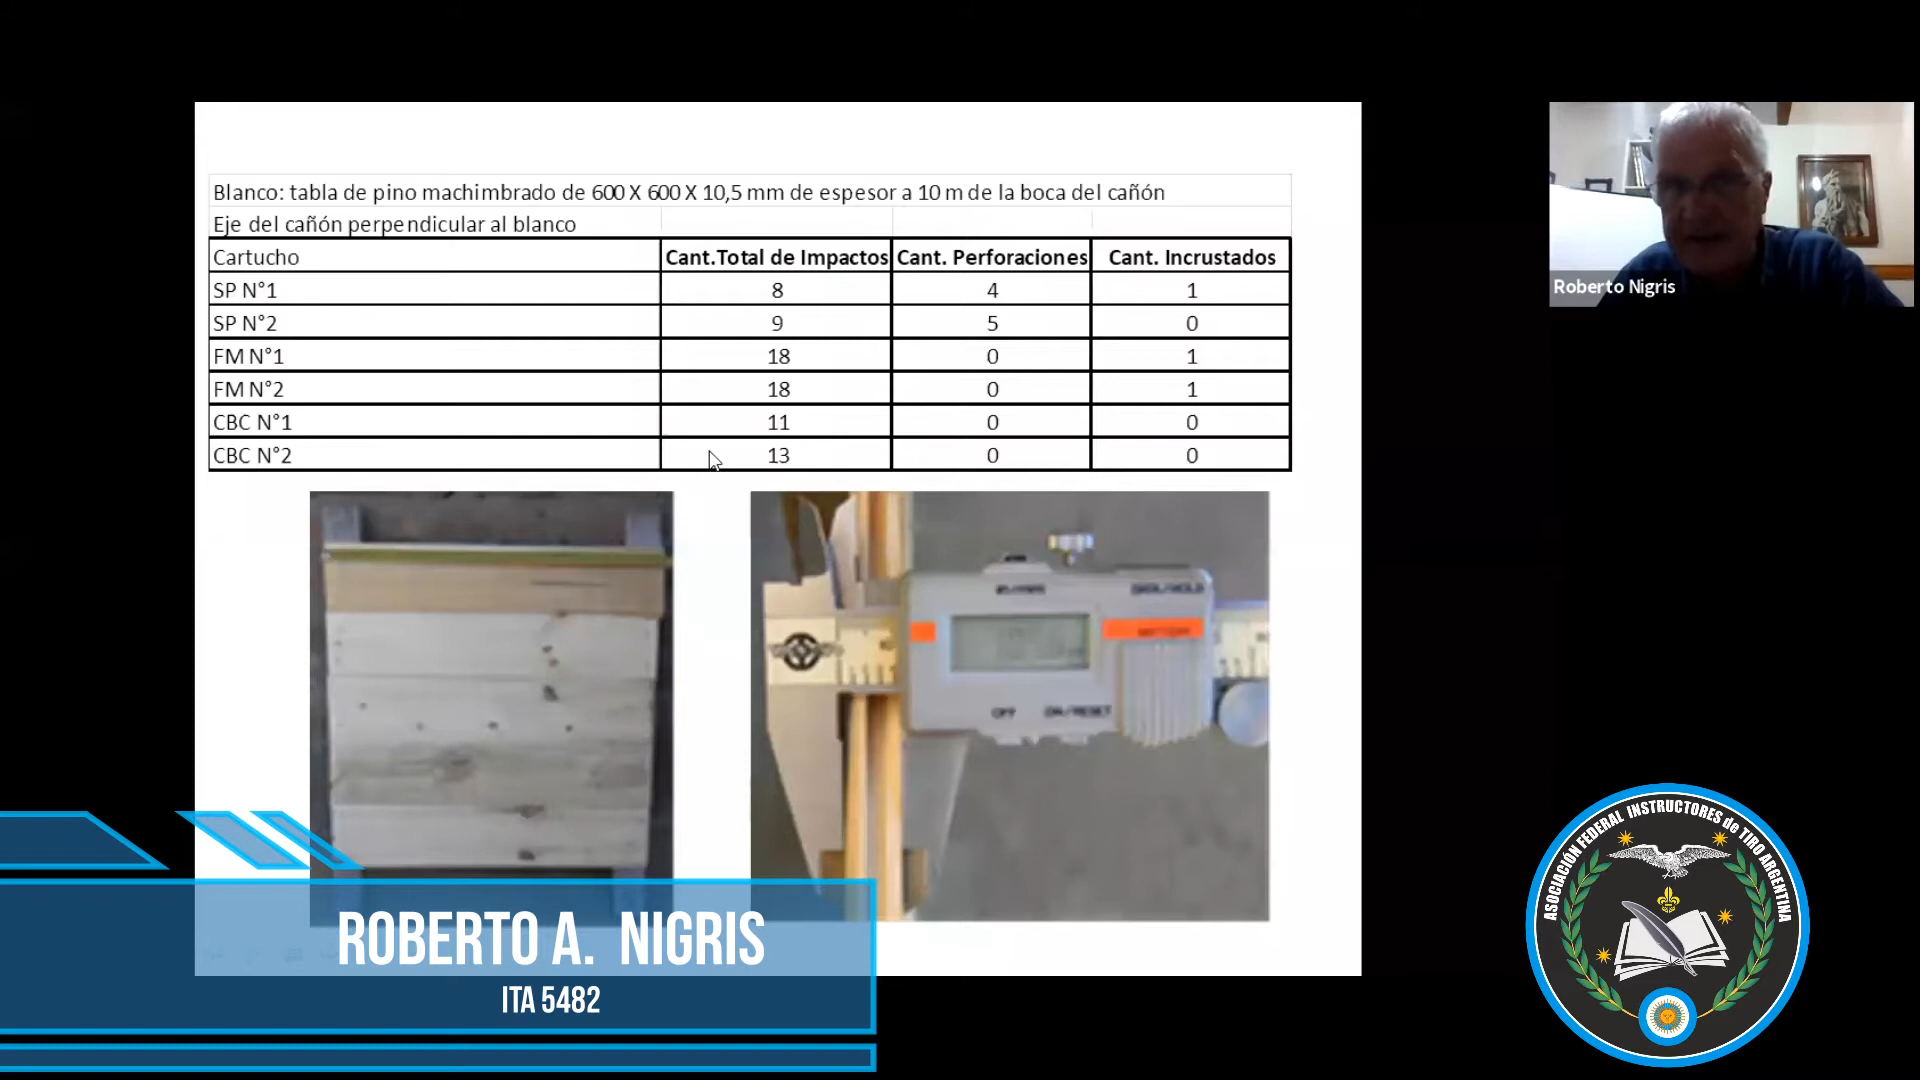 Blanco: tabla de pino machimbrado de 600 X 600 X 10,5 mm de espesor a 10 m de la boca del cañón
Eje del cañón perpendicular al blanco
Cartucho Cant.Total de Impactos Cant. Perforaciones Cant. Incrustados
SP N°1 8 4 1
SP N°2 9 5 0
FM N°1 18 0 1
FM N°2 18 0 1
CBC N°1 11 0 0
CBC N°2 13 0 0
Roberto Nigris
OFF ON/RESET
ROBERTO A. NIGRIS
ITA 5482
ASOCIACIÓN FEDERAL INSTRUCTORES de TIRO ARGENTINA